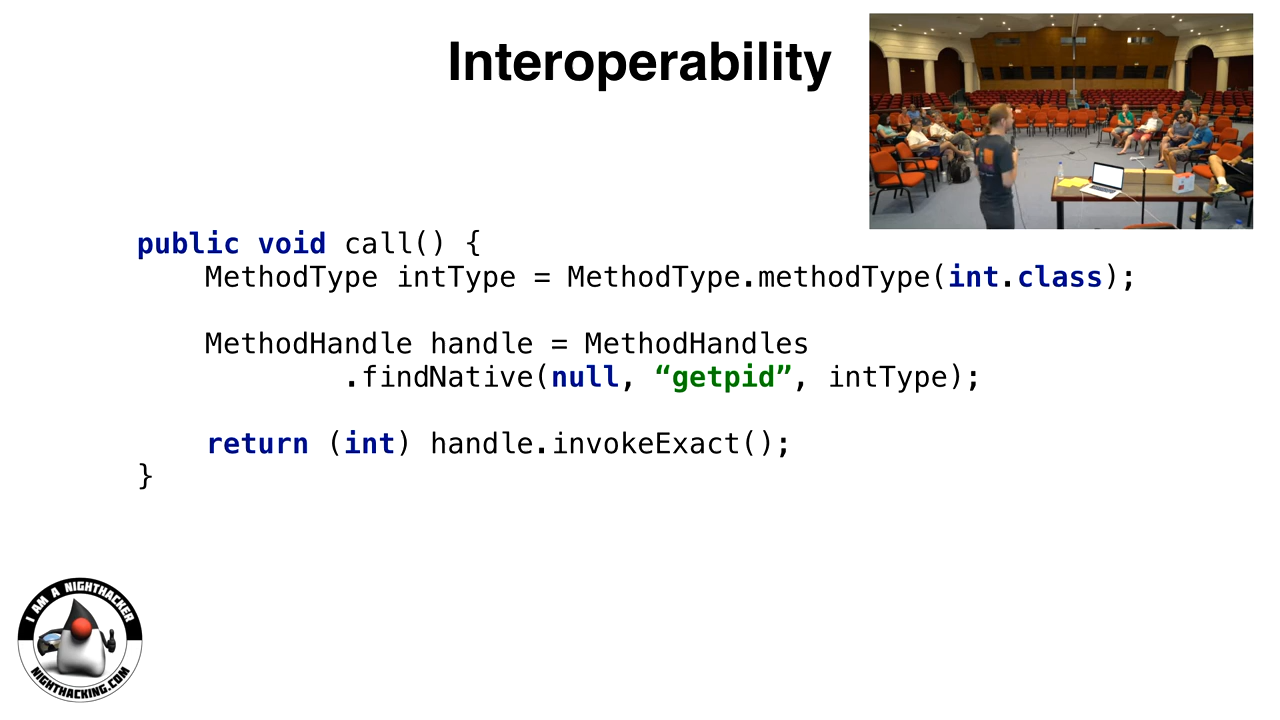 Interoperability
public void call() {
    MethodType intType = MethodType.methodType(int.class);
    MethodHandle handle = MethodHandles
            .findNative(null, “getpid”, intType);
    return (int) handle.invokeExact();
}
I AM A NIGHTHACKER
NIGHTHACKING.COM